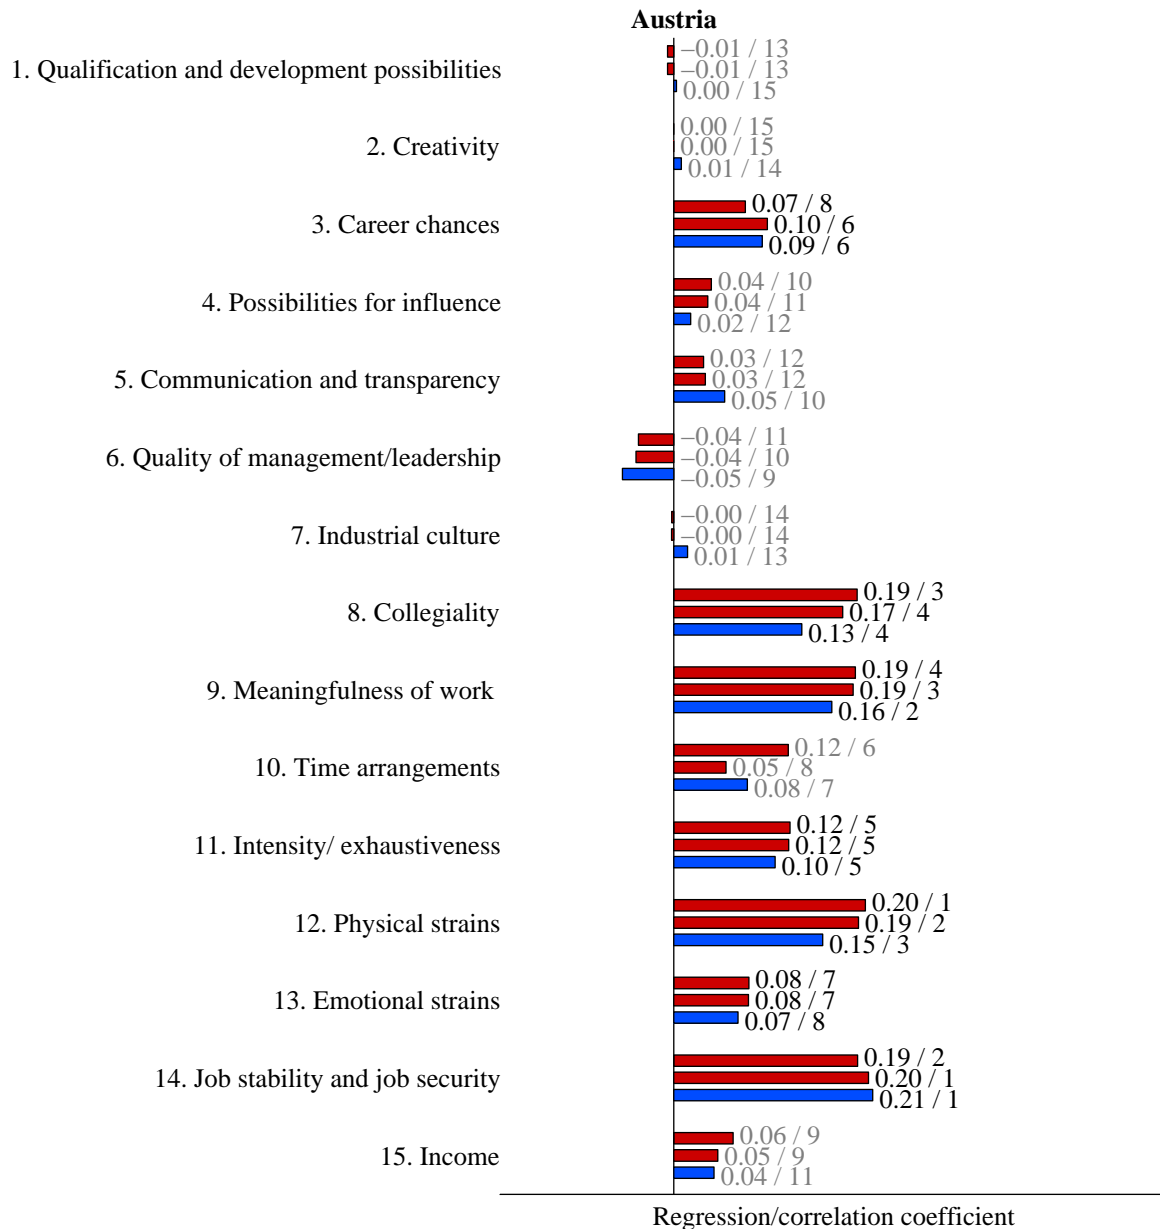 Austria
–0.01 / 13
1. Qualification and development possibilities
–0.01 / 13
0.00 / 15
0.00 / 15
2. Creativity
0.00 / 15
0.01 / 14
0.07 / 8
3. Career chances
0.10 / 6
0.09 / 6
0.04 / 10
4. Possibilities for influence
0.04 / 11
0.02 / 12
0.03 / 12
5. Communication and transparency
0.03 / 12
0.05 / 10
–0.04 / 11
6. Quality of management/leadership
–0.04 / 10
–0.05 / 9
–0.00 / 14
7. Industrial culture
–0.00 / 14
0.01 / 13
0.19 / 3
8. Collegiality
0.17 / 4
0.13 / 4
0.19 / 4
9. Meaningfulness of work
0.19 / 3
0.16 / 2
0.12 / 6
10. Time arrangements
0.05 / 8
0.08 / 7
0.12 / 5
11. Intensity/ exhaustiveness
0.12 / 5
0.10 / 5
0.20 / 1
12. Physical strains
0.19 / 2
0.15 / 3
0.08 / 7
13. Emotional strains
0.08 / 7
0.07 / 8
0.19 / 2
14. Job stability and job security
0.20 / 1
0.21 / 1
0.06 / 9
15. Income
0.05 / 9
0.04 / 11
Regression/correlation coefficient